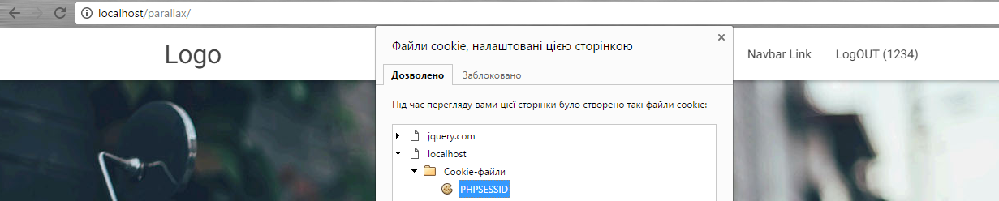 localhost/parallax/
Logo
Navbar Link
LogOUT (1234)
Файли cookie, налаштовані цією сторінкою
Дозволено
Заблоковано
Під час перегляду вами цієї сторінки було створено такі файли cookie:
jquery.com
localhost
Cookie-файли
PHPSESSID